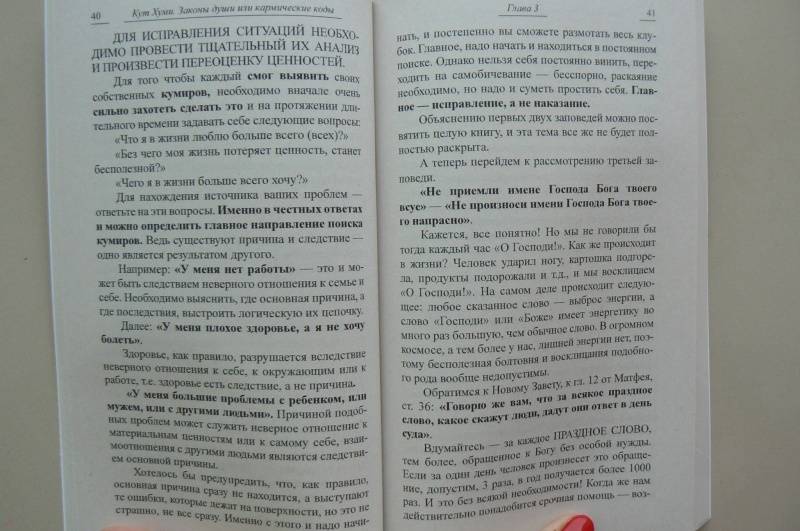 40
Кут Хуми. Законы души или кармические коды
ДЛЯ ИСПРАВЛЕНИЯ СИТУАЦИЙ НЕОБХО-
ДИМО ПРОВЕСТИ ТЩАТЕЛЬНЫЙ ИХ АНАЛИЗ
И ПРОИЗВЕСТИ ПЕРЕОЦЕНКУ ЦЕННОСТЕЙ.
Для того чтобы каждый смог выявить своих
собственных кумиров, необходимо вначале очень
сильно захотеть сделать это и на протяжении дли-
тельного времени задавать себе следующие вопросы:
«Что я в жизни люблю больше всего (всех)?»
«Без чего моя жизнь потеряет ценность, станет
бесполезной?»
«Чего я в жизни больше всего хочу?»
Для нахождения источника ваших проблем —
ответьте на эти вопросы. Именно в честных ответах
и можно определить главное направление поиска
кумиров. Ведь существуют причина и следствие —
одно является результатом другого.
Например: «У меня нет работы» — это и мо-
жет быть следствием неверного отношения к семье и
себе. Необходимо выяснить, где основная причина, а
где последствия, выстроить логическую их цепочку.
Далее: «У меня плохое здоровье, а я не хочу
болеть».
Здоровье, как правило, разрушается вследствие
неверного отношения к себе, к окружающим или к
работе, т.е. здоровье есть следствие, а не причина.
«У меня большие проблемы с ребенком, или
мужем, или с другими людьми». Причиной подоб-
ных проблем может служить неверное отношение к
материальным ценностям или к самому себе, взаи-
моотношения с другими людьми являются следстви-
ем основной причины.
Хотелось бы предупредить, что, как правило,
основная причина сразу не находится, а выступают
те ошибки, которые лежат на поверхности, но это не
страшно, не все сразу. Именно с этого и надо начи-
Глава 3
41
нать, и постепенно вы сможете размотать весь клу-
бок. Главное, надо начать и находиться в постоянном
поиске. Однако нельзя себя постоянно винить, пере-
ходить на самобичевание — бесспорно, раскаяние
необходимо, но надо и суметь простить себя. Глав-
ное — исправление, а не наказание.
Объяснению первых двух заповедей можно пос-
вятить целую книгу, и эта тема все же не будет пол-
ностью раскрыта.
А теперь перейдем к рассмотрению третьей за-
поведи.
«Не приемли имене Господа Бога твоего
всуе» — «Не произноси имени Господа Бога твое-
го напрасно».
Кажется, все понятно! Но мы не говорили бы
тогда каждый час «О Господи!». Как же происходит
в жизни? Человек ударил ногу, картошка подгоре-
ла, продукты подорожали и т.д., и мы восклицаем
«О Господи!». На самом деле происходит следую-
щее: любое сказанное слово — выброс энергии, а
слово «Господи» или «Боже» имеет энергетику во
много раз большую, чем обычное слово. В огромном
космосе, а тем более у нас, лишней энергии нет, поэ-
тому бесполезная болтовня и восклицания подобно-
го рода вообще недопустимы.
Обратимся к Новому Завету, к гл. 12 от Матфея,
ст. 36: «Говорю же вам, что за всякое праздное
слово, какое скажут люди, дадут они ответ в день
суда».
Вдумайтесь — за каждое ПРАЗДНОЕ СЛОВО,
тем более, обращенное к Богу без особой нужды.
Если за один день человек произнесет это обраще-
ние, допустим, 3 раза, в год получается более 1000
раз. И это без всякой необходимости! Когда же нам
действительно понадобится срочная помощь — воз-